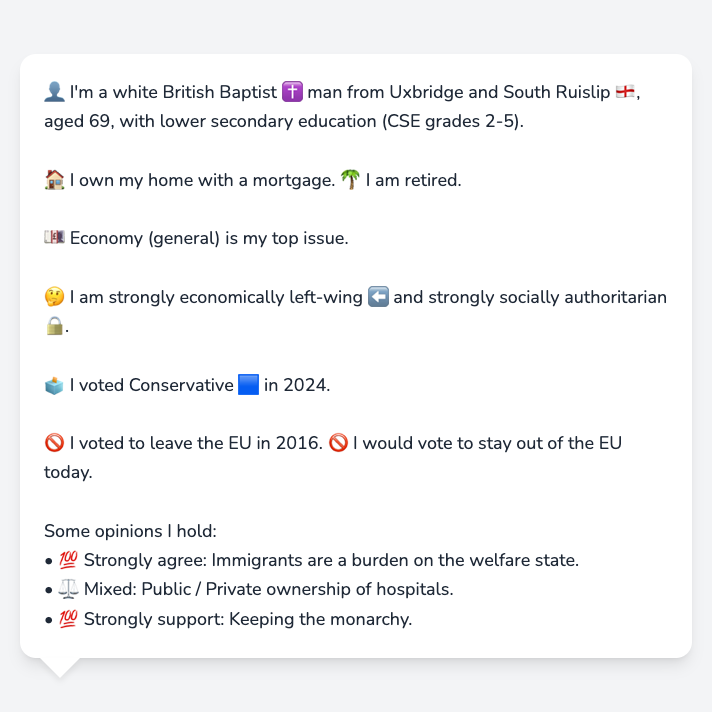 👤 I'm a white British Baptist ✝️ man from Uxbridge and South Ruislip 🏴󠁧󠁢󠁥󠁮󠁧󠁿,
aged 69, with lower secondary education (CSE grades 2-5).
🏠 I own my home with a mortgage. 🌴 I am retired.
💷 Economy (general) is my top issue.
🤔 I am strongly economically left-wing ⬅️ and strongly socially authoritarian
🔒.
🗳️ I voted Conservative 🟦 in 2024.
🚫 I voted to leave the EU in 2016. 🚫 I would vote to stay out of the EU
today.
Some opinions I hold:
• 💯 Strongly agree: Immigrants are a burden on the welfare state.
• ⚖️ Mixed: Public / Private ownership of hospitals.
• 💯 Strongly support: Keeping the monarchy.